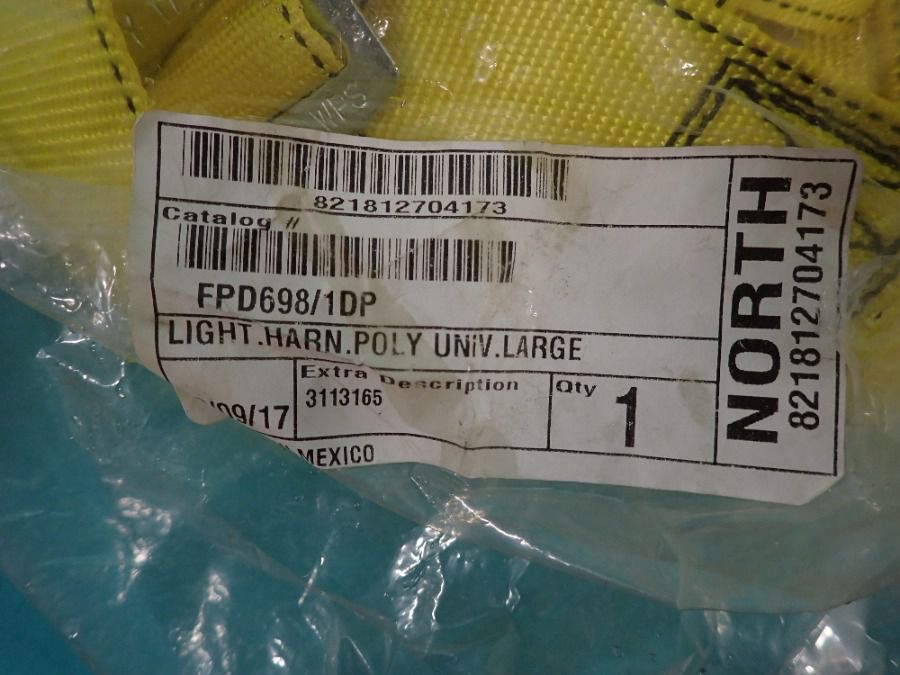 WPS
821812704173
Catalog #
FPD698/1DP
LIGHT.HARN.POLY UNiV.LARGE
Extra Description
3113165
Qty
1
/09/17
MEXICO
NORTH
821812704173